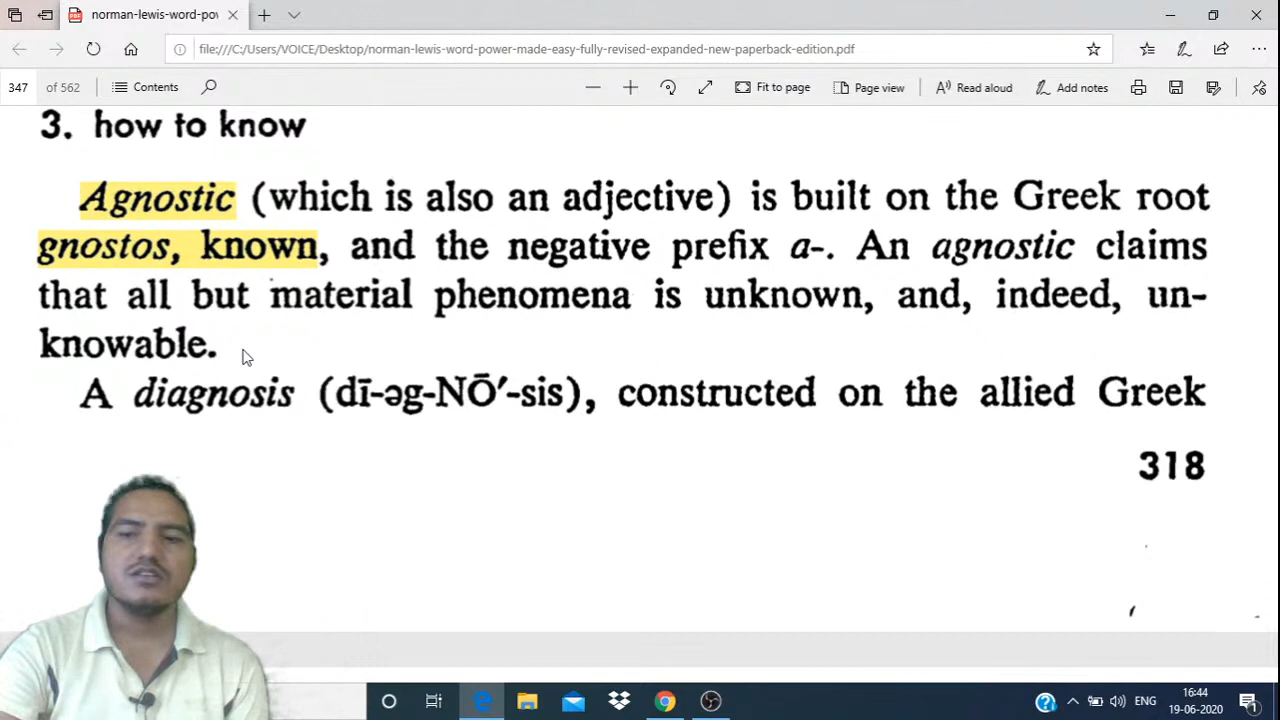 norman-lewis-word-pow
file:///C:/Users/VOICE/Desktop/norman-lewis-word-power-made-easy-fully-revised-expanded-new-paperback-edition.pdf
347 of 562 Contents Fit to page Page view Read aloud Add notes
3. how to know
Agnostic (which is also an adjective) is built on the Greek root
gnostos, known, and the negative prefix a-. An agnostic claims
that all but material phenomena is unknown, and, indeed, un-
knowable.
A diagnosis (dī-əg-NŌ′-sis), constructed on the allied Greek
318
ENG
16:44
19-06-2020